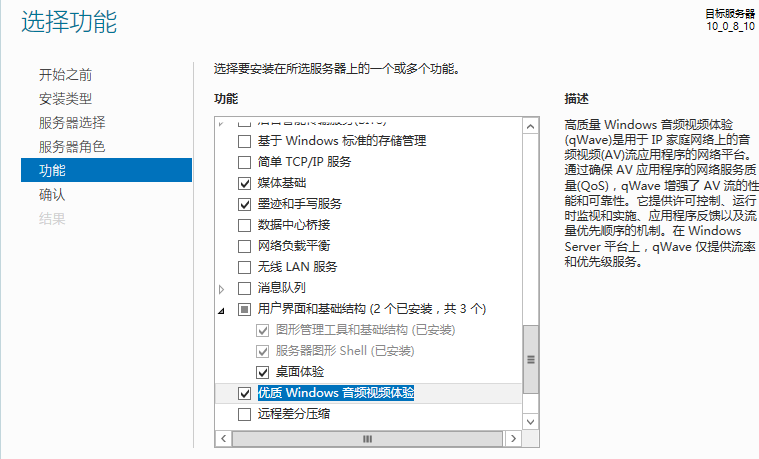 选择功能
目标服务器
10_0_8_10
开始之前
安装类型
服务器选择
服务器角色
功能
确认
结果
选择要安装在所选服务器上的一个或多个功能。
功能
基于 Windows 标准的存储管理
简单 TCP/IP 服务
媒体基础
墨迹和手写服务
数据中心桥接
网络负载平衡
无线 LAN 服务
消息队列
用户界面和基础结构 (2 个已安装，共 3 个)
图形管理工具和基础结构 (已安装)
服务器图形 Shell (已安装)
桌面体验
优质 Windows 音频视频体验
远程差分压缩
描述
高质量 Windows 音频视频体验
(qWave)是用于 IP 家庭网络上的音
频视频(AV)流应用程序的网络平台。
通过确保 AV 应用程序的网络服务质
量(QoS)，qWave 增强了 AV 流的性
能和可靠性。它提供许可控制、运行
时监视和实施、应用程序反馈以及流
量优先顺序的机制。在 Windows
Server 平台上，qWave 仅提供流率
和优先级服务。